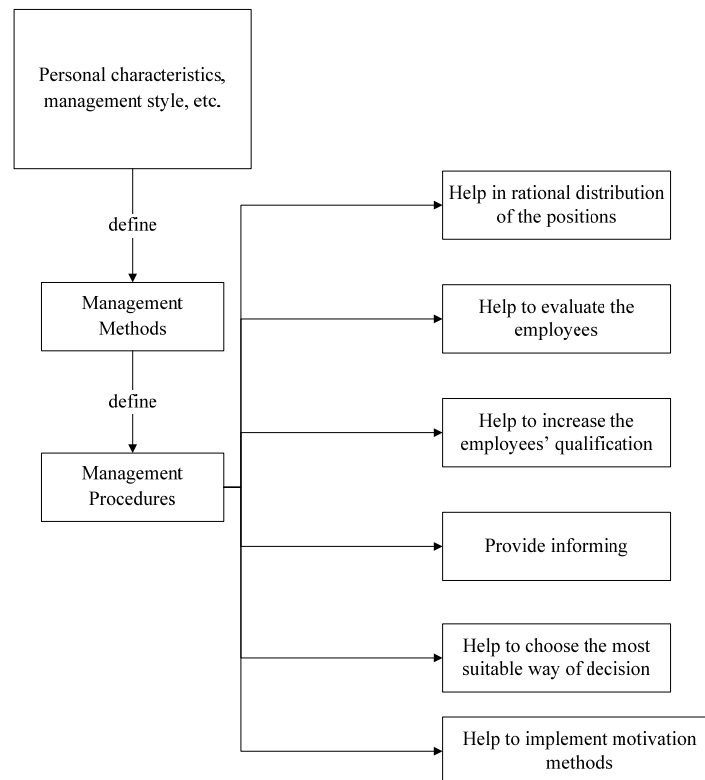 Personal characteristics,
management style, etc.
define
Management
Methods
define
Management
Procedures
Help in rational distribution
of the positions
Help to evaluate the
employees
Help to increase the
employees’ qualification
Provide informing
Help to choose the most
suitable way of decision
Help to implement motivation
methods